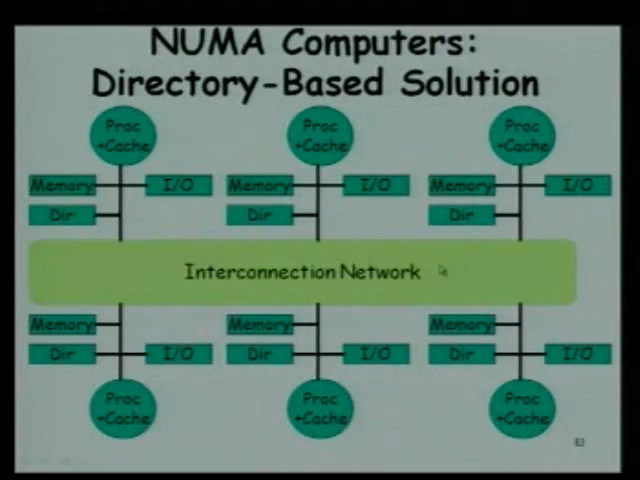 NUMA Computers:
Directory-Based Solution
Proc Proc Proc
+Cache +Cache +Cache
Memory I/O Memory I/O Memory I/O
Dir Dir Dir
Interconnection Network
Memory Memory Memory
Dir I/O Dir I/O Dir I/O
Proc Proc Proc
+Cache +Cache +Cache
63